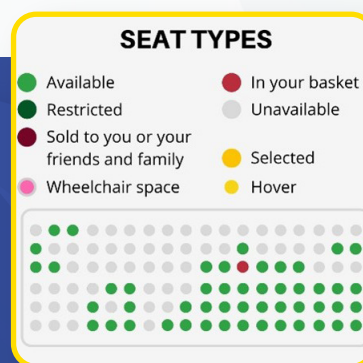 SEAT TYPES
Available
In your basket
Restricted
Unavailable
Sold to you or your
friends and family
Selected
Wheelchair space
Hover